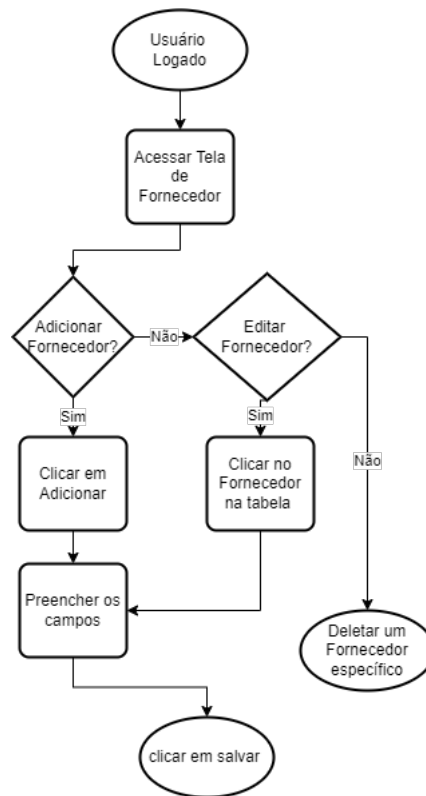 Usuário
Logado
Acessar Tela
de
Fornecedor
Adicionar
Fornecedor?
Não
Editar
Fornecedor?
Sim
Sim
Não
Clicar em
Adicionar
Clicar no
Fornecedor
na tabela
Preencher os
campos
Deletar um
Fornecedor
específico
clicar em salvar